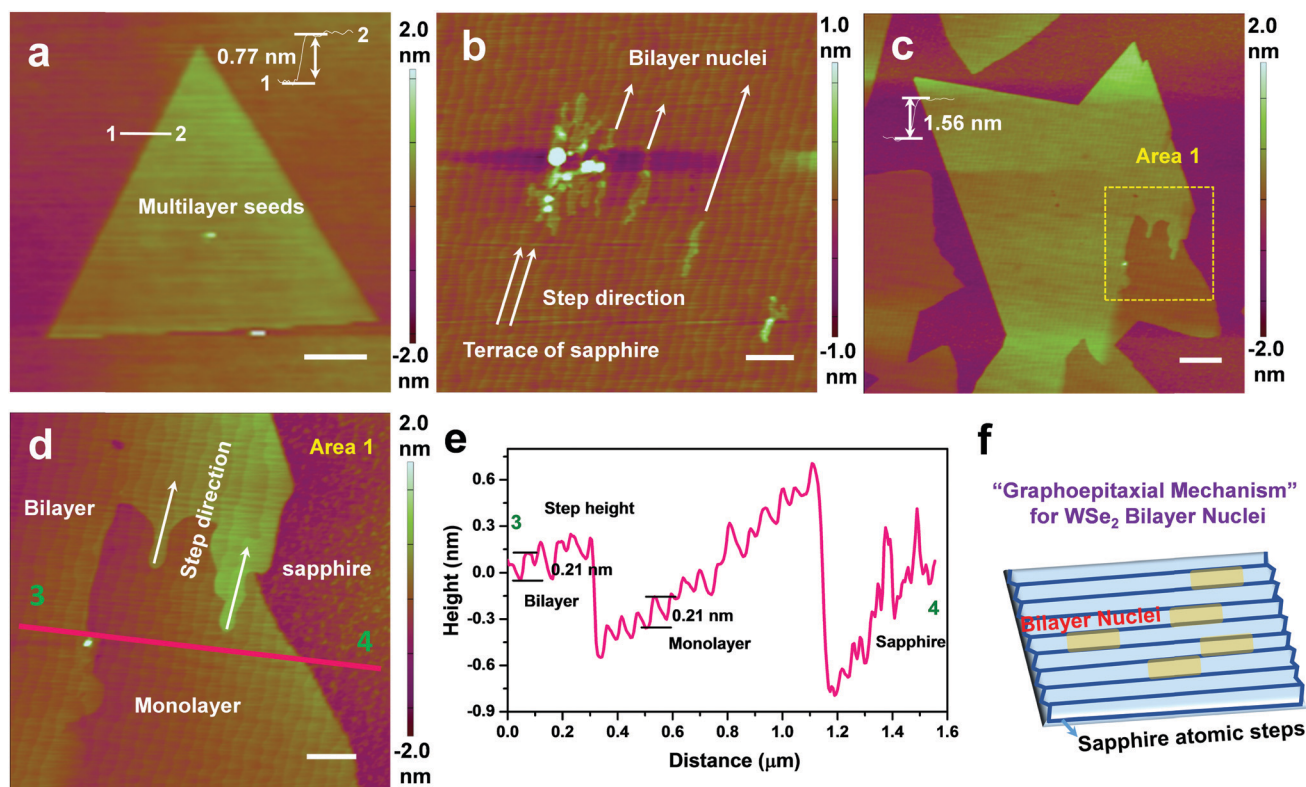 a
0.77 nm
2
1
1
2
Multilayer seeds
2.0
nm
-2.0
nm
b
Bilayer nuclei
Step direction
Terrace of sapphire
1.0
nm
-1.0
nm
c
1.56 nm
Area 1
2.0
nm
-2.0
nm
d
Area 1
Bilayer
Step direction
sapphire
3
4
Monolayer
2.0
nm
-2.0
nm
e
Height (nm)
0.6
0.3
0.0
-0.3
-0.6
-0.9
3
Step height
0.21 nm
Bilayer
0.21 nm
Monolayer
4
Sapphire
0.0 0.2 0.4 0.6 0.8 1.0 1.2 1.4 1.6
Distance (μm)
f
“Graphoepitaxial Mechanism”
for WSe₂ Bilayer Nuclei
Bilayer Nuclei
Sapphire atomic steps